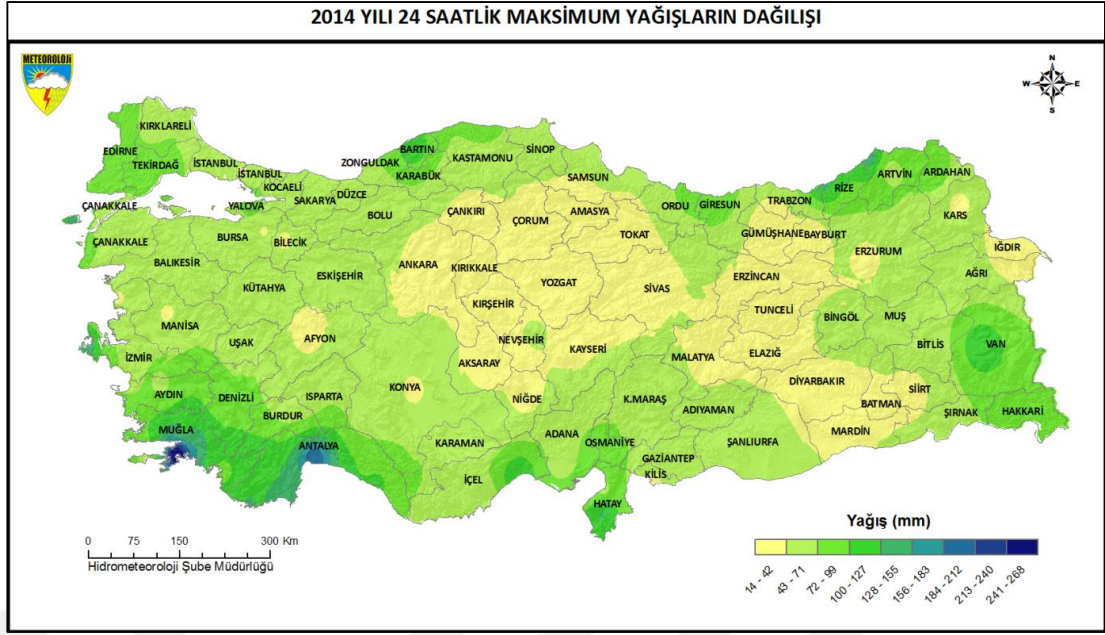 2014 YILI 24 SAATLİK MAKSİMUM YAĞIŞLARIN DAĞILIŞI
METEOROLOJİ
N
W E
S
KIRKLARELİ
EDİRNE
TEKİRDAĞ
İSTANBUL
İSTANBUL
KOCAELİ
YALOVA
SAKARYA
DÜZCE
ZONGULDAK
BARTIN
KARABÜK
KASTAMONU
SİNOP
SAMSUN
ORDU
GİRESUN
TRABZON
RİZE
ARTVİN
ARDAHAN
ÇANAKKALE
ÇANAKKALE
BURSA
BİLECİK
BOLU
ÇANKIRI
ÇORUM
AMASYA
TOKAT
GÜMÜŞHANE
BAYBURT
ERZURUM
KARS
IĞDIR
BALIKESİR
KÜTAHYA
ESKİŞEHİR
ANKARA
KIRIKKALE
YOZGAT
SİVAS
ERZİNCAN
AĞRI
KIRŞEHİR
TUNCELİ
BİNGÖL
MUŞ
MANİSA
UŞAK
AFYON
NEVŞEHİR
KAYSERİ
MALATYA
ELAZIĞ
BİTLİS
VAN
İZMİR
AKSARAY
AYDIN
DENİZLİ
ISPARTA
KONYA
NİĞDE
K.MARAŞ
ADIYAMAN
DİYARBAKIR
BATMAN
SİİRT
ŞIRNAK
HAKKARİ
BURDUR
MUĞLA
ANTALYA
KARAMAN
ADANA
OSMANİYE
ŞANLIURFA
MARDİN
GAZİANTEP
KİLİS
İÇEL
HATAY
0 75 150 300 Km
Hidrometeoroloji Şube Müdürlüğü
Yağış (mm)
14 - 42
43 - 71
72 - 99
100 - 127
128 - 155
156 - 183
184 - 212
213 - 240
241 - 268